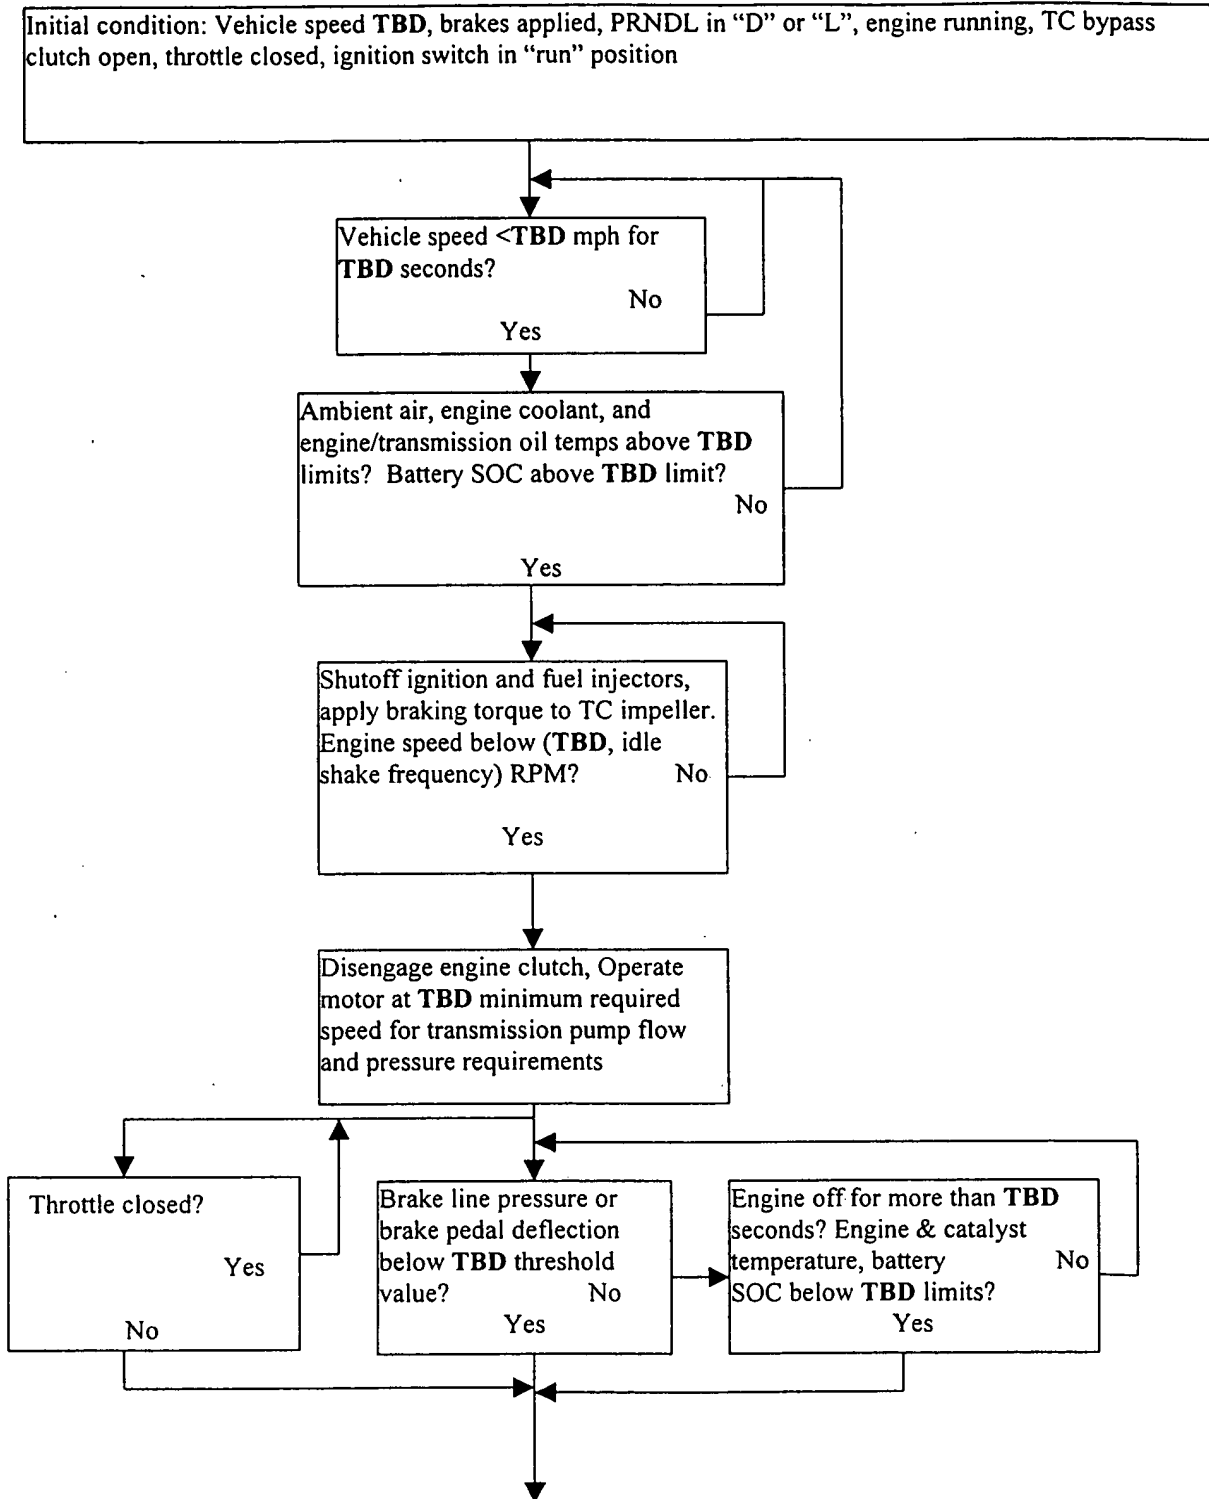 Initial condition: Vehicle speed TBD, brakes applied, PRNDL in “D” or “L”, engine running, TC bypass
clutch open, throttle closed, ignition switch in “run” position
Vehicle speed <TBD mph for
TBD seconds?
No
Yes
Ambient air, engine coolant, and
engine/transmission oil temps above TBD
limits? Battery SOC above TBD limit?
No
Yes
Shutoff ignition and fuel injectors,
apply braking torque to TC impeller.
Engine speed below (TBD, idle
shake frequency) RPM? No
Yes
Disengage engine clutch, Operate
motor at TBD minimum required
speed for transmission pump flow
and pressure requirements
Throttle closed?
Yes
No
Brake line pressure or
brake pedal deflection
below TBD threshold
value? No
Yes
Engine off for more than TBD
seconds? Engine & catalyst
temperature, battery No
SOC below TBD limits?
Yes